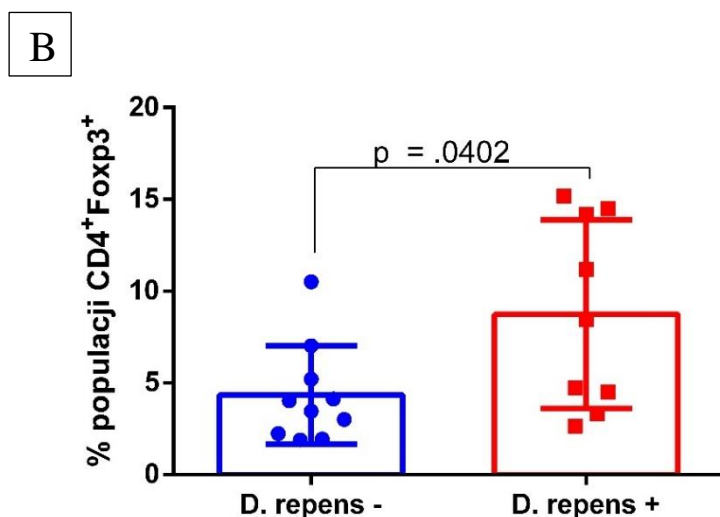 B
20
15
10
5
0
% populacji CD4⁺Foxp3⁺
p = .0402
D. repens -
D. repens +